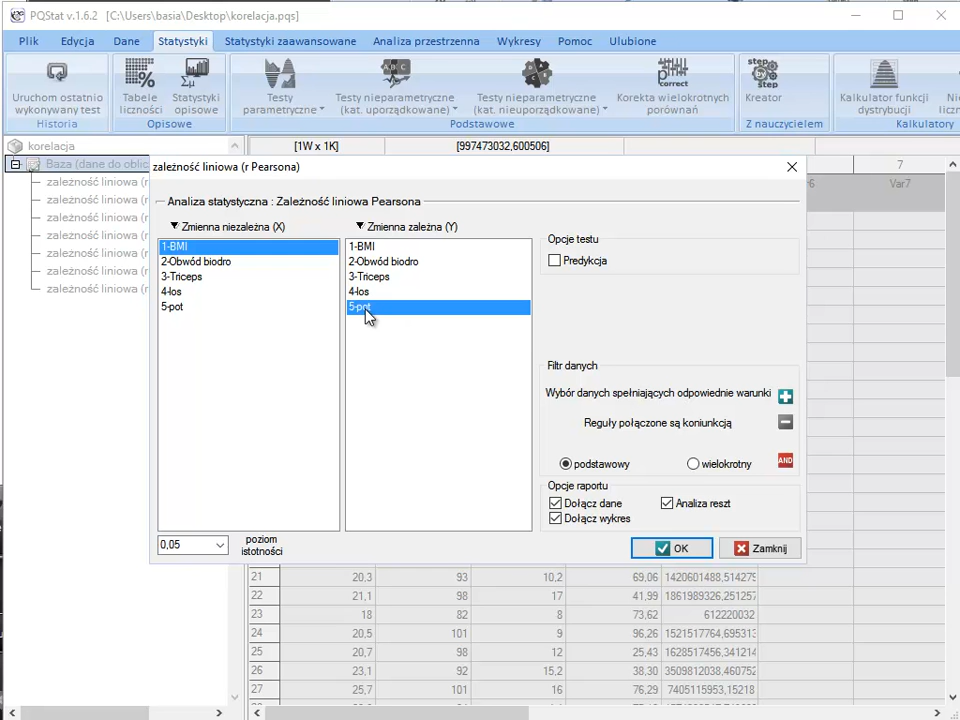 PQStat v.1.6.2 [C:\Users\basia\Desktop\korelacja.pqs]
Plik Edycja Dane Statystyki Statystyki zaawansowane Analiza przestrzenna Wykresy Pomoc Ulubione
Uruchom ostatnio wykonywany test
Historia
Tabele liczności
Statystyki opisowe
Opisowe
Testy parametryczne
Testy nieparametryczne (kat. uporządkowane)
Testy nieparametryczne (kat. nieuporządkowane)
Korekta wielokrotnych porównań
Podstawowe
Kreator
Z nauczycielem
Kalkulator funkcji dystrybucji
Kalkulatory
korelacja
[1W x 1K] [997473032,600506]
Baza (dane do oblic
zależność liniowa (r
zależność liniowa (r
zależność liniowa (r
zależność liniowa (r
zależność liniowa (r
zależność liniowa (r
zależność liniowa (r
7
Var7
zależność liniowa (r Pearsona)
Analiza statystyczna : Zależność liniowa Pearsona
Zmienna niezależna (X)
1-BMI
2-Obwód biodro
3-Triceps
4-los
5-pot
Zmienna zależna (Y)
1-BMI
2-Obwód biodro
3-Triceps
4-los
5-pot
Opcje testu
Predykcja
Filtr danych
Wybór danych spełniających odpowiednie warunki
Reguły połączone są koniunkcją
podstawowy wielokrotny AND
Opcje raportu
Dołącz dane Analiza reszt
Dołącz wykres
0,05 poziom istotności
OK Zamknij
21 20,3 93 10,2 69,06 1420601488,514279
22 21,1 98 17 41,99 1861989326,251257
23 18 82 8 73,62 612220032
24 20,5 101 9 96,26 1521517764,695313
25 20,7 98 12 25,43 1628517456,341214
26 23,1 92 15,2 38,30 3509812038,460752
27 25,7 101 16 76,29 7405115953,15218